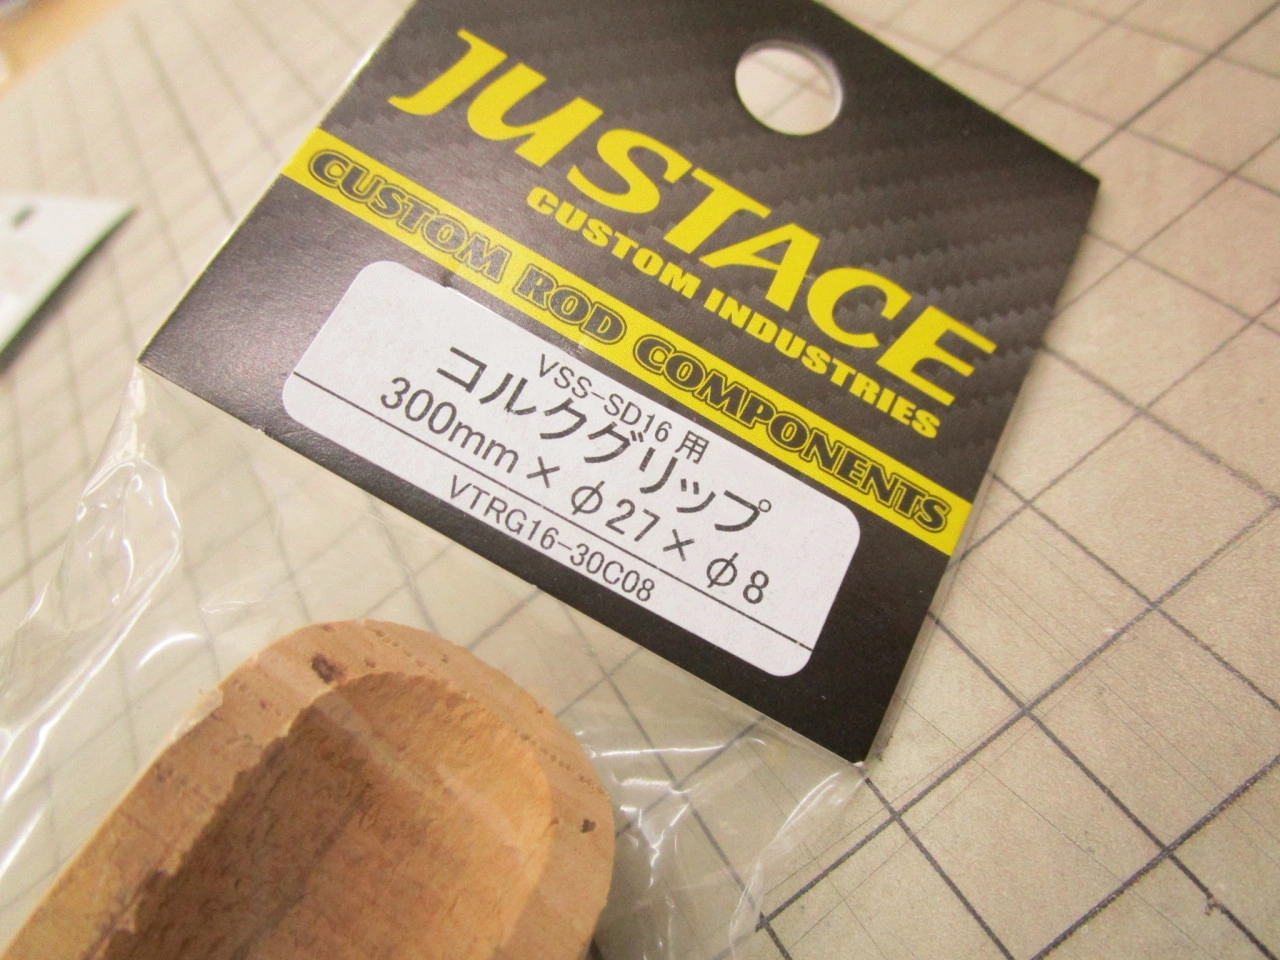 JUSTACE
CUSTOM INDUSTRIES
CUSTOM ROD COMPONENTS
VSS-SD16 用
コルクグリップ
300mm × φ27× φ8
VTRG16-30C08